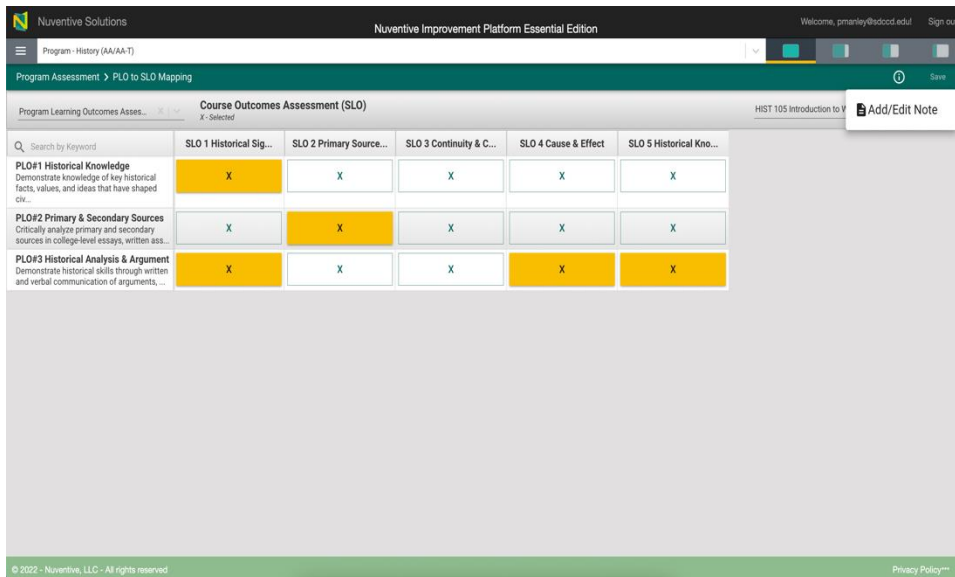 Nuventive Solutions
Nuventive Improvement Platform Essential Edition
Welcome, pmanley@sdccd.edu!
Sign ou
Program - History (AA/AA-T)
Program Assessment > PLO to SLO Mapping
Save
Program Learning Outcomes Asses...
Course Outcomes Assessment (SLO)
X - Selected
HIST 105 Introduction to W
Add/Edit Note
Search by Keyword
SLO 1 Historical Sig...
SLO 2 Primary Source...
SLO 3 Continuity & C...
SLO 4 Cause & Effect
SLO 5 Historical Kno...
PLO#1 Historical Knowledge
Demonstrate knowledge of key historical
facts, values, and ideas that have shaped
civ...
X X X X X
PLO#2 Primary & Secondary Sources
Critically analyze primary and secondary
sources in college-level essays, written ass...
X X X X X
PLO#3 Historical Analysis & Argument
Demonstrate historical skills through written
and verbal communication of arguments, ...
X X X X X
© 2022 - Nuventive, LLC - All rights reserved
Privacy Policy***